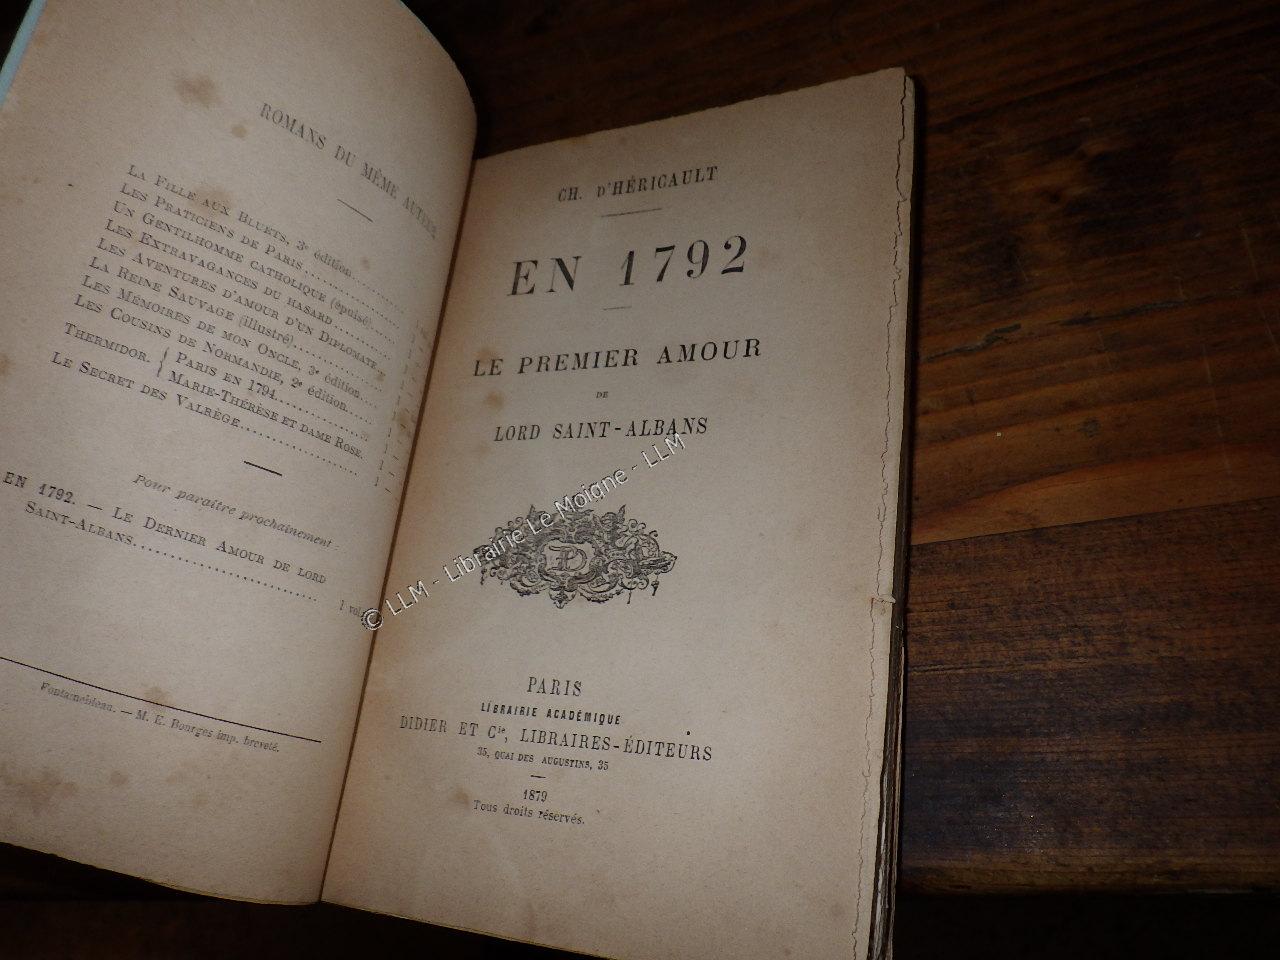 ROMANS DU MÊME AUTEUR
La Fille aux Bluets, 3e édition.
Les Praticiens de Paris
Un Gentilhomme catholique (épuisé).
Les Extravagances du hasard
Les Aventures d'amour d'un Diplomate
La Reine Sauvage (illustré)
Les Mémoires de mon Oncle, 3e édition
Les Cousins de Normandie, 2e édition
Thermidor. { Paris en 1794
Marie-Thérèse et dame Rose.
Le Secret des Valrège
Pour paraître prochainement :
EN 1792. — Le Dernier Amour de lord
Saint-Albans 1 vol.
Fontainebleau. — M. E. Bourges imp. breveté.
CH. D'HÉRICAULT
EN 1792
LE PREMIER AMOUR
DE
LORD SAINT-ALBANS
PARIS
LIBRAIRIE ACADÉMIQUE
DIDIER ET Cie, LIBRAIRES-ÉDITEURS
35, QUAI DES AUGUSTINS, 35
1879
Tous droits réservés.
© LLM - Librairie Le Moigne - LLM